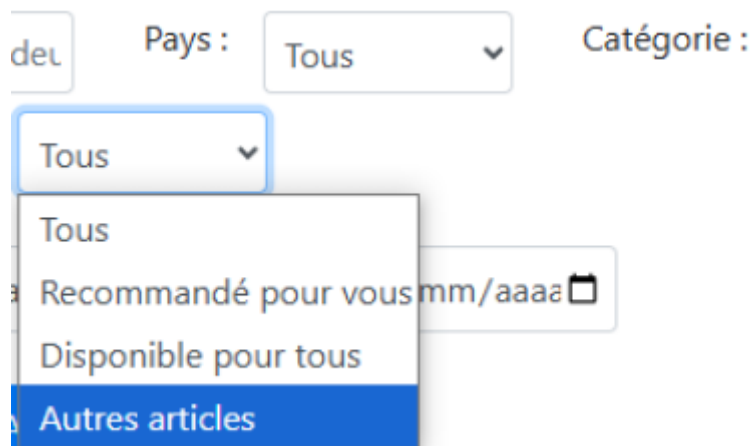 Pays : Tous Catégorie :
Tous
Tous
Recommandé pour vous mm/aaaa
Disponible pour tous
Autres articles